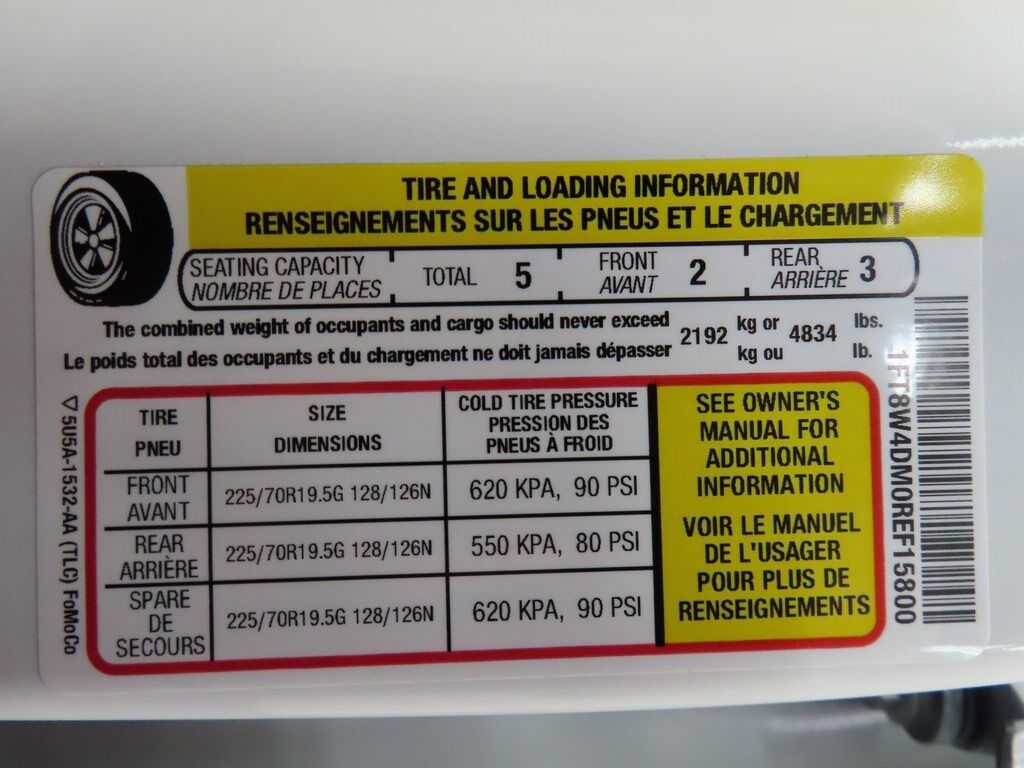 TIRE AND LOADING INFORMATION
RENSEIGNEMENTS SUR LES PNEUS ET LE CHARGEMENT
SEATING CAPACITY
NOMBRE DE PLACES
TOTAL 5
FRONT
AVANT
2
REAR
ARRIÈRE
3
The combined weight of occupants and cargo should never exceed
Le poids total des occupants et du chargement ne doit jamais dépasser
2192
kg or
kg ou
4834
lbs.
lb.
TIRE
PNEU
SIZE
DIMENSIONS
COLD TIRE PRESSURE
PRESSION DES
PNEUS À FROID
FRONT
AVANT
225/70R19.5G 128/126N
620 KPA, 90 PSI
REAR
ARRIÈRE
225/70R19.5G 128/126N
550 KPA, 80 PSI
SPARE
DE
SECOURS
225/70R19.5G 128/126N
620 KPA, 90 PSI
SEE OWNER'S
MANUAL FOR
ADDITIONAL
INFORMATION
VOIR LE MANUEL
DE L'USAGER
POUR PLUS DE
RENSEIGNEMENTS
1FT8W4DM0REF15800
▽5U5A-1532-AA (TLC) FoMoCo